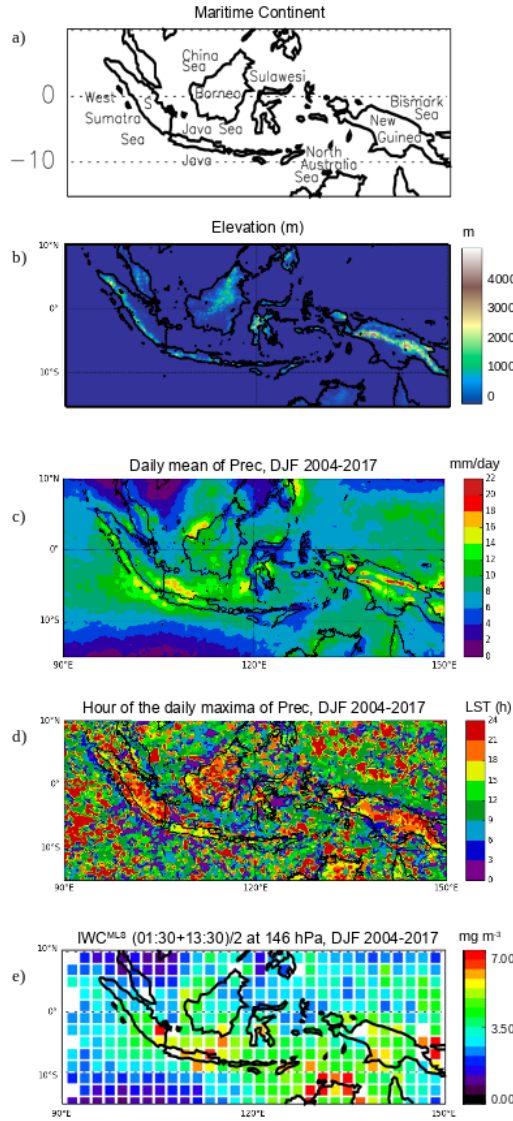 Maritime Continent
a)
China
Sea
Sulawesi
0
West
S
Borneo
Bismark
Sea
Sumatra
Java Sea
New
Guinea
Sea
−10
Java
North
Australia
Sea
Elevation (m)
m
b)
10°N
0°
10°S
4000
3000
2000
1000
0
Daily mean of Prec, DJF 2004-2017
mm/day
c)
10°N
0°
10°S
90°E
120°E
150°E
22
20
18
16
14
12
10
8
6
4
2
0
Hour of the daily maxima of Prec, DJF 2004-2017
LST (h)
d)
10°N
0°
10°S
90°E
120°E
150°E
24
21
18
15
12
9
6
3
0
IWCᴹᴸˢ (01:30+13:30)/2 at 146 hPa, DJF 2004-2017
mg m⁻³
e)
10°N
0°
10°S
90°E
120°E
150°E
7.00
3.50
0.00